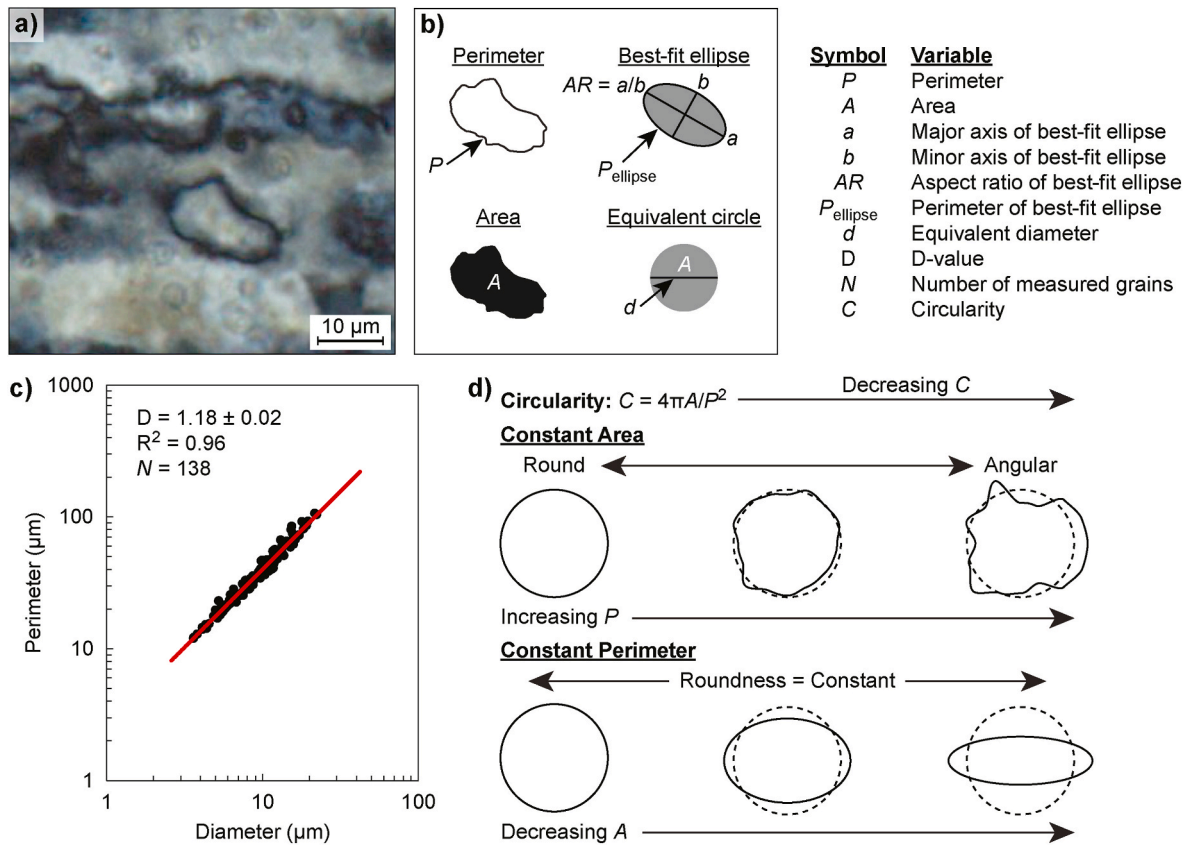 a)
10 µm
b)
Perimeter
P
Best-fit ellipse
AR = a/b
b
a
P_ellipse
Area
A
Equivalent circle
A
d
Symbol Variable
P Perimeter
A Area
a Major axis of best-fit ellipse
b Minor axis of best-fit ellipse
AR Aspect ratio of best-fit ellipse
P_ellipse Perimeter of best-fit ellipse
d Equivalent diameter
D D-value
N Number of measured grains
C Circularity
c)
D = 1.18 ± 0.02
R² = 0.96
N = 138
Perimeter (µm)
1000
100
10
1
1 10 100
Diameter (µm)
d)
Circularity: C = 4πA/P²
Decreasing C
Constant Area
Round Angular
Increasing P
Constant Perimeter
Roundness = Constant
Decreasing A